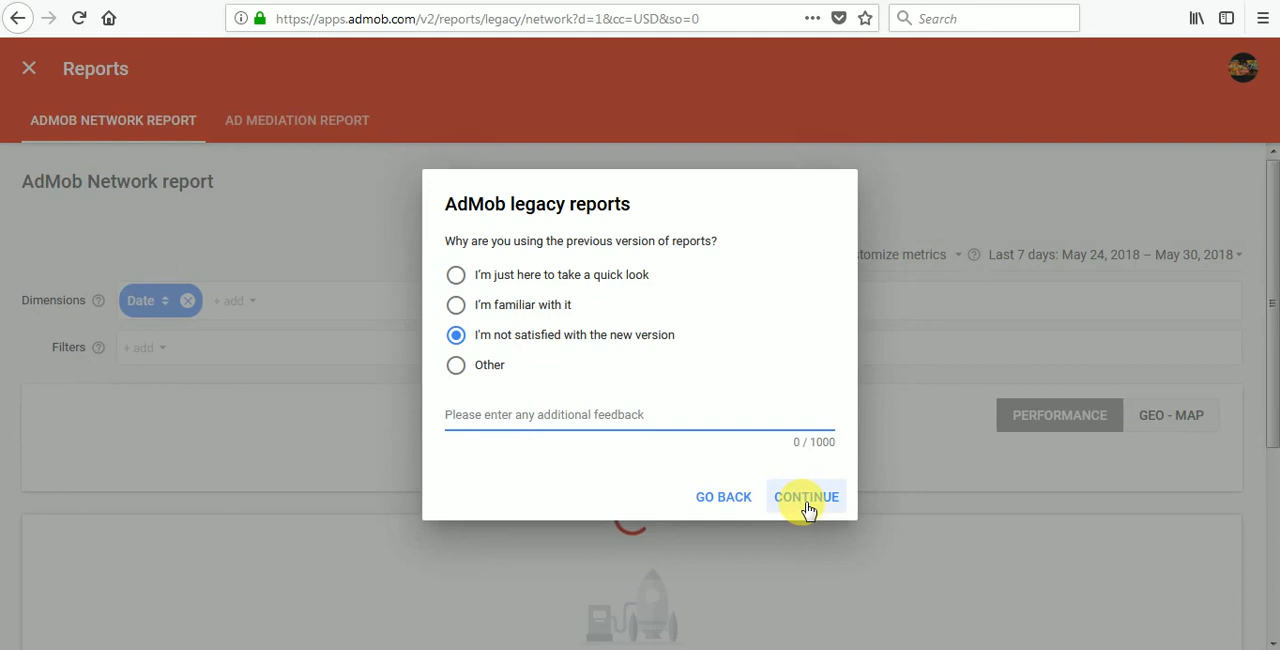 https://apps.admob.com/v2/reports/legacy/network?d=1&cc=USD&so=0
Search
Reports
ADMOB NETWORK REPORT
AD MEDIATION REPORT
AdMob Network report
tomize metrics
Last 7 days: May 24, 2018 – May 30, 2018
Dimensions
Date
+ add
Filters
+ add
PERFORMANCE
GEO - MAP
AdMob legacy reports
Why are you using the previous version of reports?
I'm just here to take a quick look
I'm familiar with it
I'm not satisfied with the new version
Other
Please enter any additional feedback
0 / 1000
GO BACK
CONTINUE